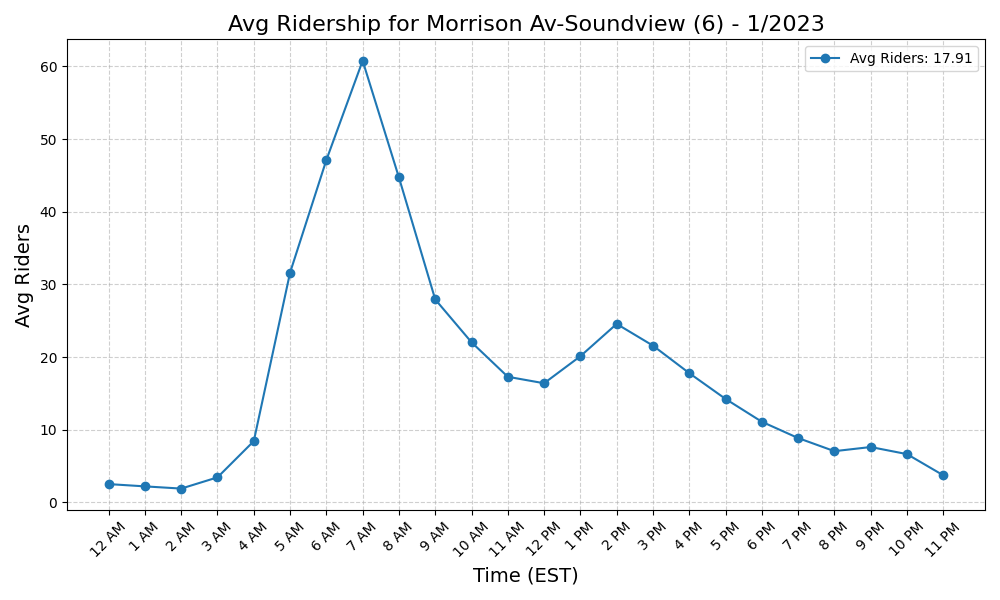 Avg Ridership for Morrison Av-Soundview (6) - 1/2023
Avg Riders: 17.91
Avg Riders
60
50
40
30
20
10
0
12 AM
1 AM
2 AM
3 AM
4 AM
5 AM
6 AM
7 AM
8 AM
9 AM
10 AM
11 AM
12 PM
1 PM
2 PM
3 PM
4 PM
5 PM
6 PM
7 PM
8 PM
9 PM
10 PM
11 PM
Time (EST)